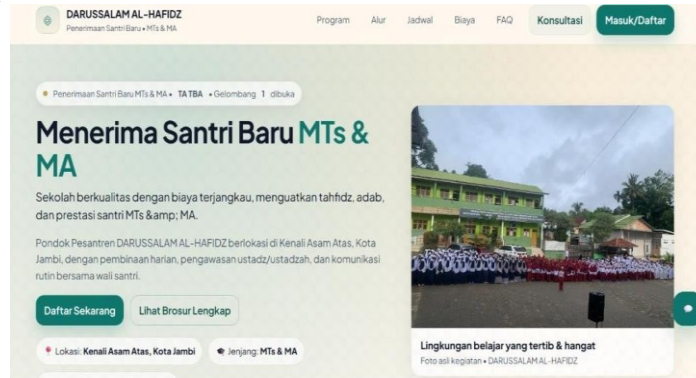 DARUSSALAM AL-HAFIDZ
Penerimaan Santri Baru • MTs & MA
Program
Alur
Jadwal
Biaya
FAQ
Konsultasi
Masuk/Daftar
Penerimaan Santri Baru MTs & MA • TA TBA • Gelombang 1 dibuka
Menerima Santri Baru MTs &
MA
Sekolah berkualitas dengan biaya terjangkau, menguatkan tahfidz, adab,
dan prestasi santri MTs &amp; MA.
Pondok Pesantren DARUSSALAM AL-HAFIDZ berlokasi di Kenali Asam Atas, Kota
Jambi, dengan pembinaan harian, pengawasan ustadz/ustadzah, dan komunikasi
rutin bersama wali santri.
Daftar Sekarang
Lihat Brosur Lengkap
Lokasi: Kenali Asam Atas, Kota Jambi
Jenjang: MTs & MA
Lingkungan belajar yang tertib & hangat
Foto asli kegiatan • DARUSSALAM AL-HAFIDZ